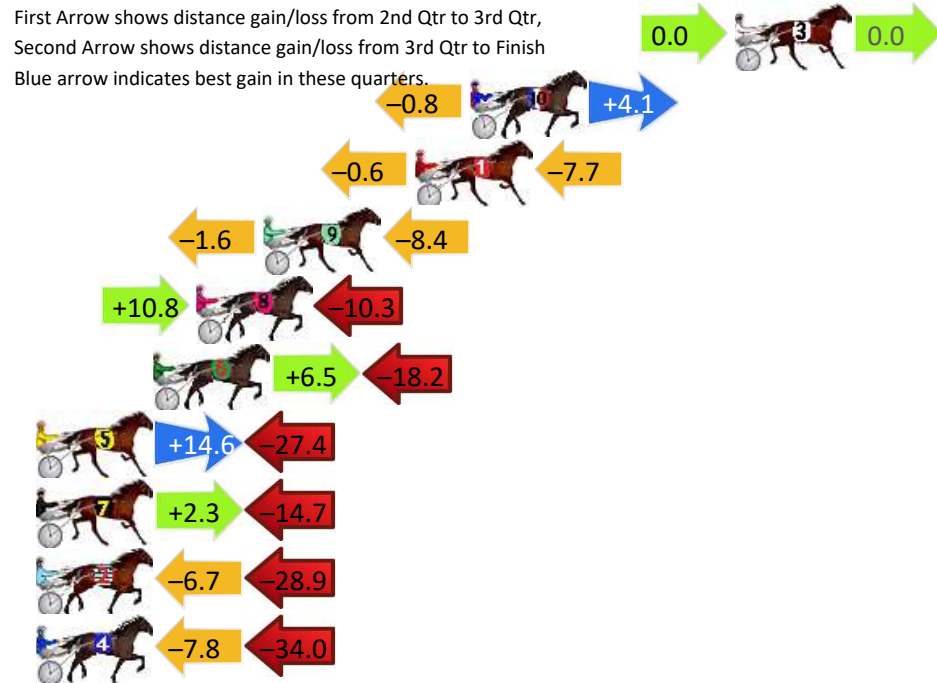 First Arrow shows distance gain/loss from 2nd Qtr to 3rd Qtr,
Second Arrow shows distance gain/loss from 3rd Qtr to Finish
Blue arrow indicates best gain in these quarters.
0.0 3 0.0
–0.8 +4.1
–0.6 1 –7.7
–1.6 9 –8.4
+10.8 8 –10.3
6 +6.5 –18.2
5 +14.6 –27.4
7 +2.3 –14.7
–6.7 –28.9
4 –7.8 –34.0